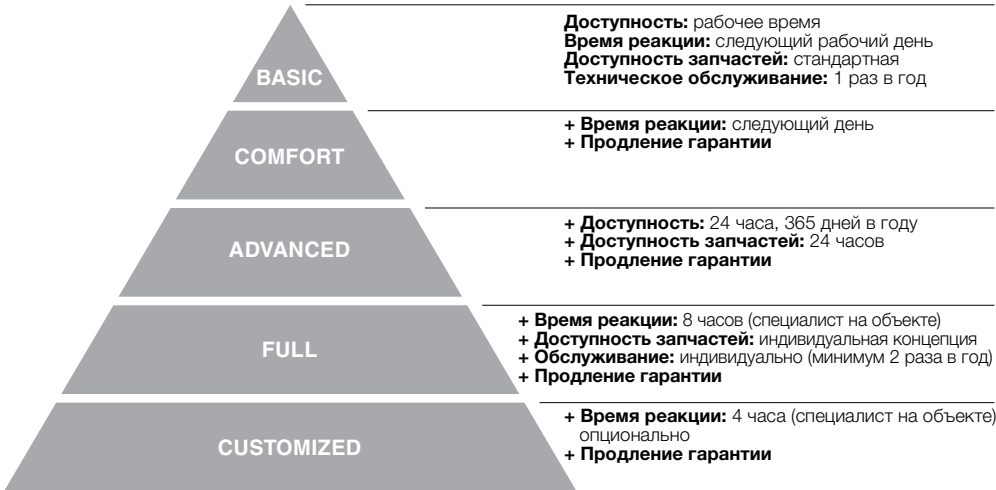 BASIC
Доступность: рабочее время
Время реакции: следующий рабочий день
Доступность запчастей: стандартная
Техническое обслуживание: 1 раз в год
COMFORT
+ Время реакции: следующий день
+ Продление гарантии
ADVANCED
+ Доступность: 24 часа, 365 дней в году
+ Доступность запчастей: 24 часов
+ Продление гарантии
FULL
+ Время реакции: 8 часов (специалист на объекте)
+ Доступность запчастей: индивидуальная концепция
+ Обслуживание: индивидуально (минимум 2 раза в год)
+ Продление гарантии
CUSTOMIZED
+ Время реакции: 4 часа (специалист на объекте)
опционально
+ Продление гарантии